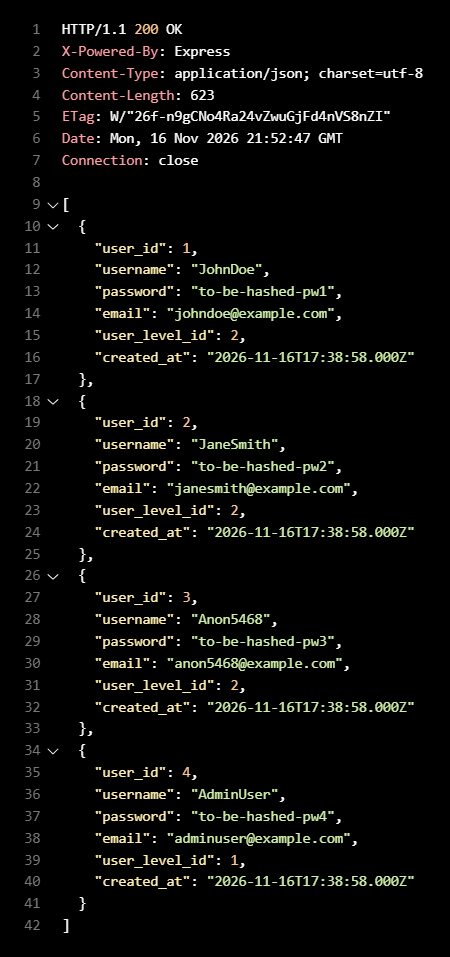 1 HTTP/1.1 200 OK
2 X-Powered-By: Express
3 Content-Type: application/json; charset=utf-8
4 Content-Length: 623
5 ETag: W/"26f-n9gCNo4Ra24vZwuGjFd4nVS8nZI"
6 Date: Mon, 16 Nov 2026 21:52:47 GMT
7 Connection: close
8
9 [
10 {
11 "user_id": 1,
12 "username": "JohnDoe",
13 "password": "to-be-hashed-pw1",
14 "email": "johndoe@example.com",
15 "user_level_id": 2,
16 "created_at": "2026-11-16T17:38:58.000Z"
17 },
18 {
19 "user_id": 2,
20 "username": "JaneSmith",
21 "password": "to-be-hashed-pw2",
22 "email": "janesmith@example.com",
23 "user_level_id": 2,
24 "created_at": "2026-11-16T17:38:58.000Z"
25 },
26 {
27 "user_id": 3,
28 "username": "Anon5468",
29 "password": "to-be-hashed-pw3",
30 "email": "anon5468@example.com",
31 "user_level_id": 2,
32 "created_at": "2026-11-16T17:38:58.000Z"
33 },
34 {
35 "user_id": 4,
36 "username": "AdminUser",
37 "password": "to-be-hashed-pw4",
38 "email": "adminuser@example.com",
39 "user_level_id": 1,
40 "created_at": "2026-11-16T17:38:58.000Z"
41 }
42 ]